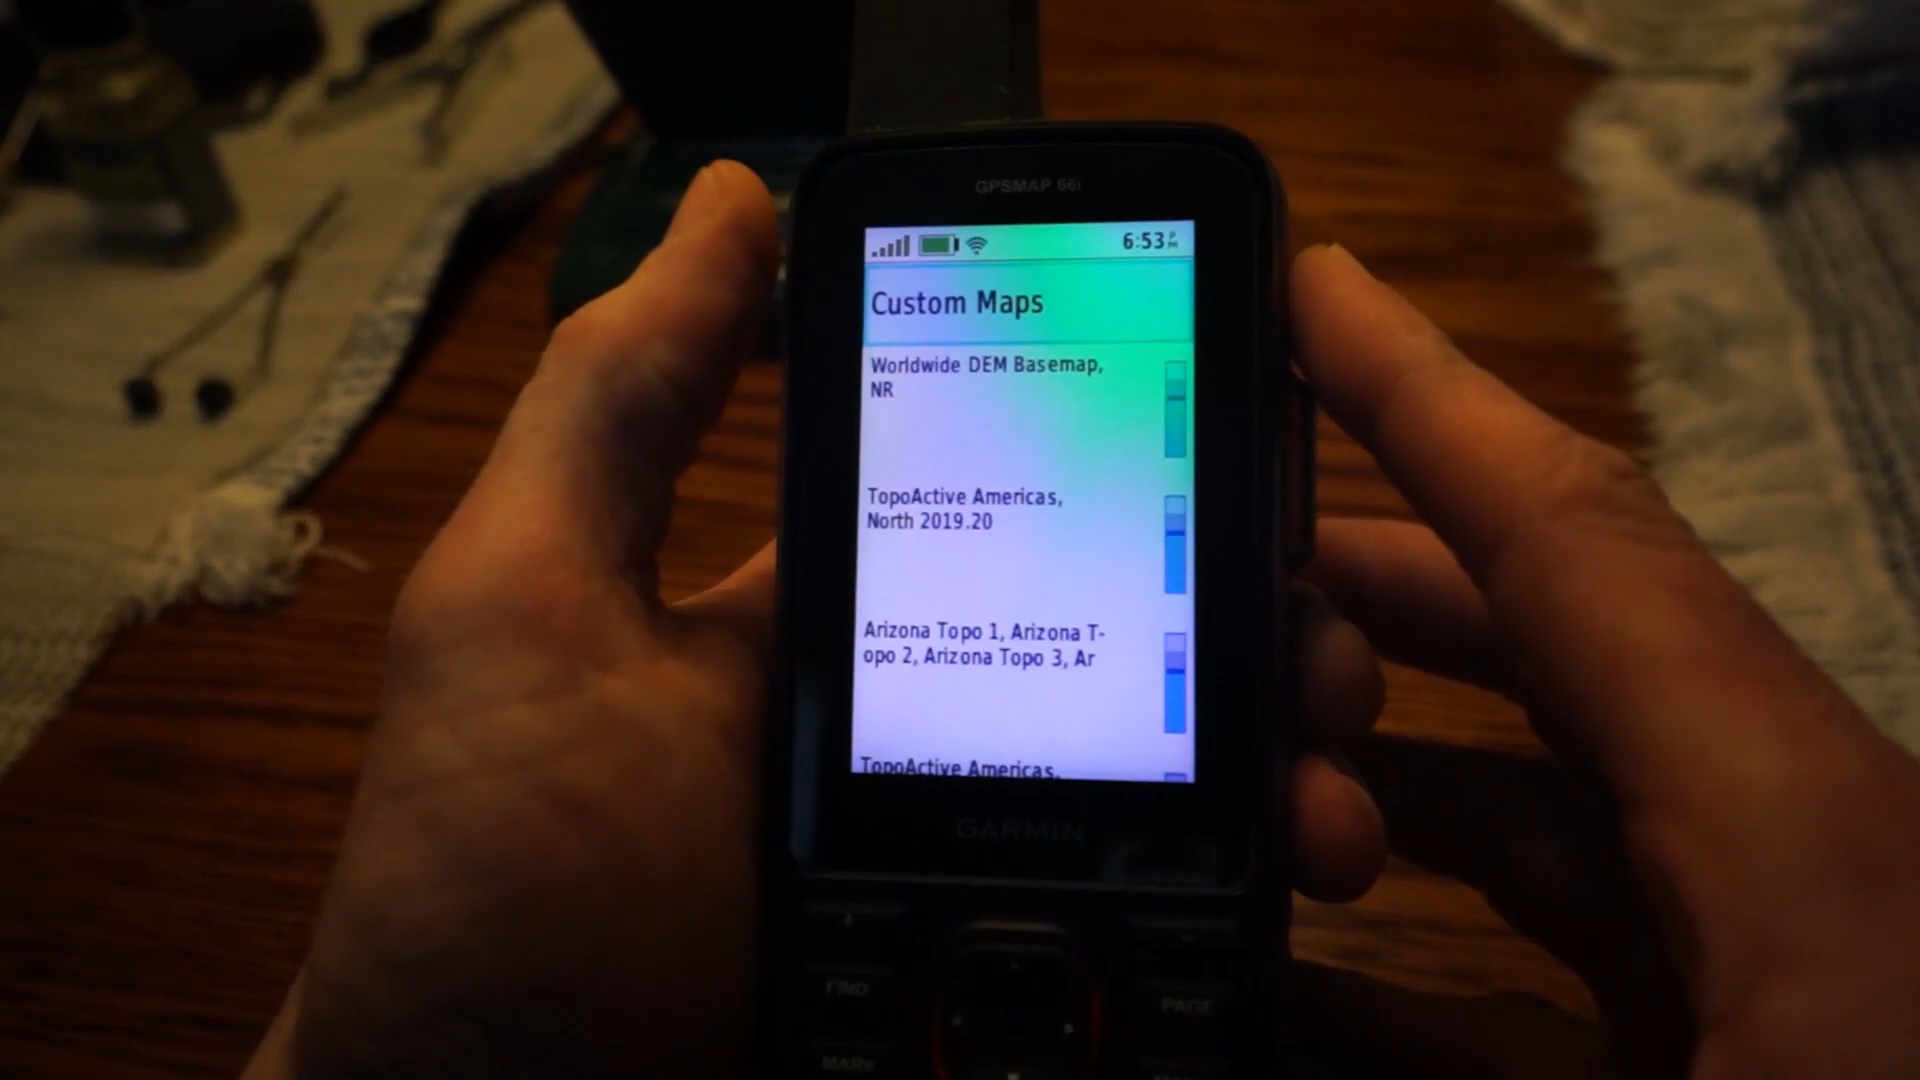 GPSMAP 66i
6:53 PM
Custom Maps
Worldwide DEM Basemap,
NR
TopoActive Americas,
North 2019.20
Arizona Topo 1, Arizona T-
opo 2, Arizona Topo 3, Ar
TopoActive Americas,
GARMIN
FIND
PAGE
MARK